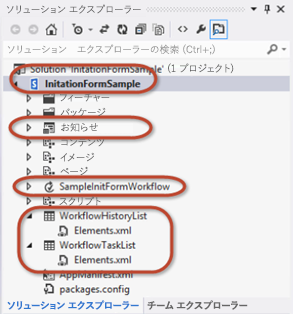 ソリューション エクスプローラー
ソリューション エクスプローラーの検索 (Ctrl+;)
Solution 'InitationFormSample' (1 プロジェクト)
InitationFormSample
フィーチャー
パッケージ
お知らせ
コンテンツ
イメージ
ページ
SampleInitFormWorkflow
スクリプト
WorkflowHistoryList
Elements.xml
WorkflowTaskList
Elements.xml
AppManifest.xml
packages.config
ソリューション エクスプローラー チーム エクスプローラー